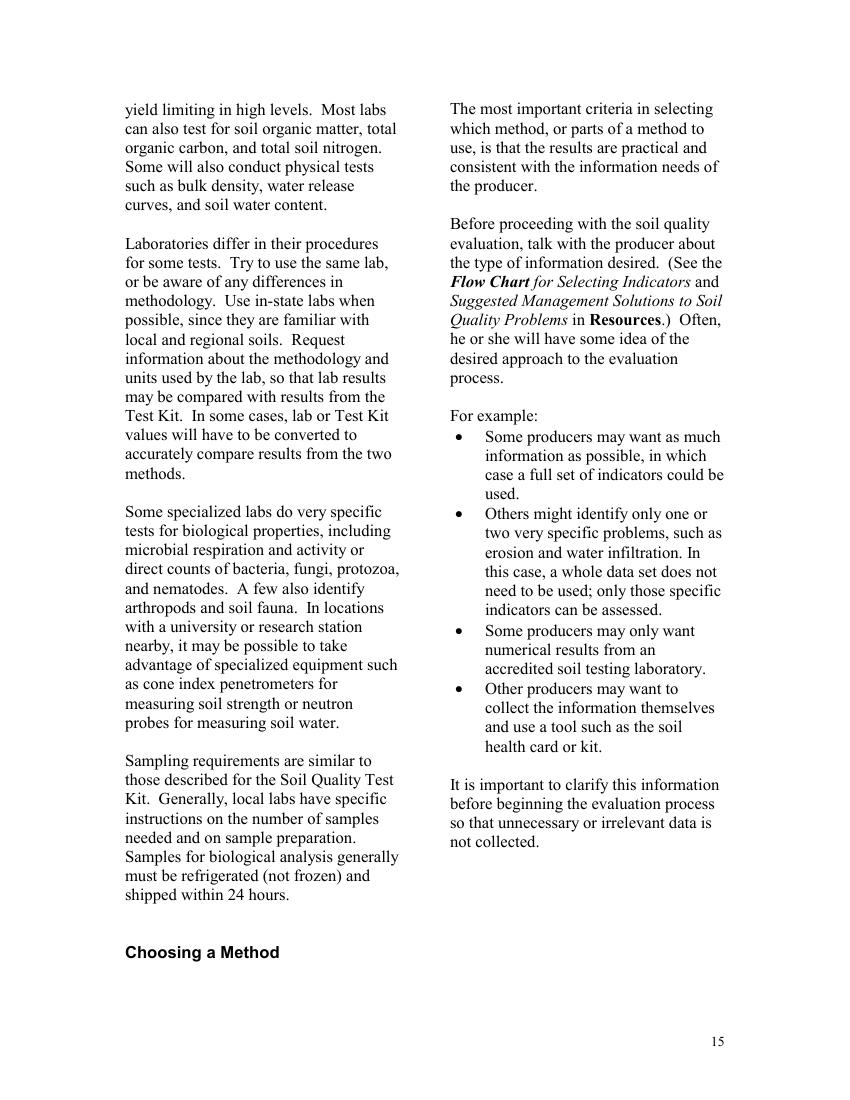 yield limiting in high levels.  Most labs
can also test for soil organic matter, total
organic carbon, and total soil nitrogen.
Some will also conduct physical tests
such as bulk density, water release
curves, and soil water content.

Laboratories differ in their procedures
for some tests.  Try to use the same lab,
or be aware of any differences in
methodology.  Use in-state labs when
possible, since they are familiar with
local and regional soils.  Request
information about the methodology and
units used by the lab, so that lab results
may be compared with results from the
Test Kit.  In some cases, lab or Test Kit
values will have to be converted to
accurately compare results from the two
methods.

Some specialized labs do very specific
tests for biological properties, including
microbial respiration and activity or
direct counts of bacteria, fungi, protozoa,
and nematodes.  A few also identify
arthropods and soil fauna.  In locations
with a university or research station
nearby, it may be possible to take
advantage of specialized equipment such
as cone index penetrometers for
measuring soil strength or neutron
probes for measuring soil water.

Sampling requirements are similar to
those described for the Soil Quality Test
Kit.  Generally, local labs have specific
instructions on the number of samples
needed and on sample preparation.
Samples for biological analysis generally
must be refrigerated (not frozen) and
shipped within 24 hours.

Choosing a Method

The most important criteria in selecting
which method, or parts of a method to
use, is that the results are practical and
consistent with the information needs of
the producer.

Before proceeding with the soil quality
evaluation, talk with the producer about
the type of information desired.  (See the
Flow Chart for Selecting Indicators and
Suggested Management Solutions to Soil
Quality Problems in Resources.)  Often,
he or she will have some idea of the
desired approach to the evaluation
process.

For example:
• Some producers may want as much
information as possible, in which
case a full set of indicators could be
used.
• Others might identify only one or
two very specific problems, such as
erosion and water infiltration. In
this case, a whole data set does not
need to be used; only those specific
indicators can be assessed.
• Some producers may only want
numerical results from an
accredited soil testing laboratory.
• Other producers may want to
collect the information themselves
and use a tool such as the soil
health card or kit.

It is important to clarify this information
before beginning the evaluation process
so that unnecessary or irrelevant data is
not collected.

15